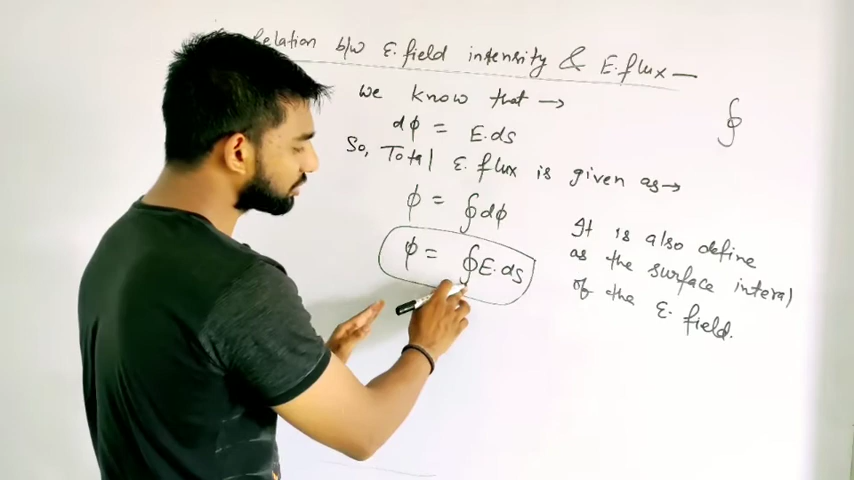 Relation b/w E. field intensity & E. flux —
we know that →
dϕ = E.ds
So, Total E. flux is given as →
ϕ = ∮dϕ
ϕ = ∮E.ds
∮
It is also define
as the surface interal
of the E. field.